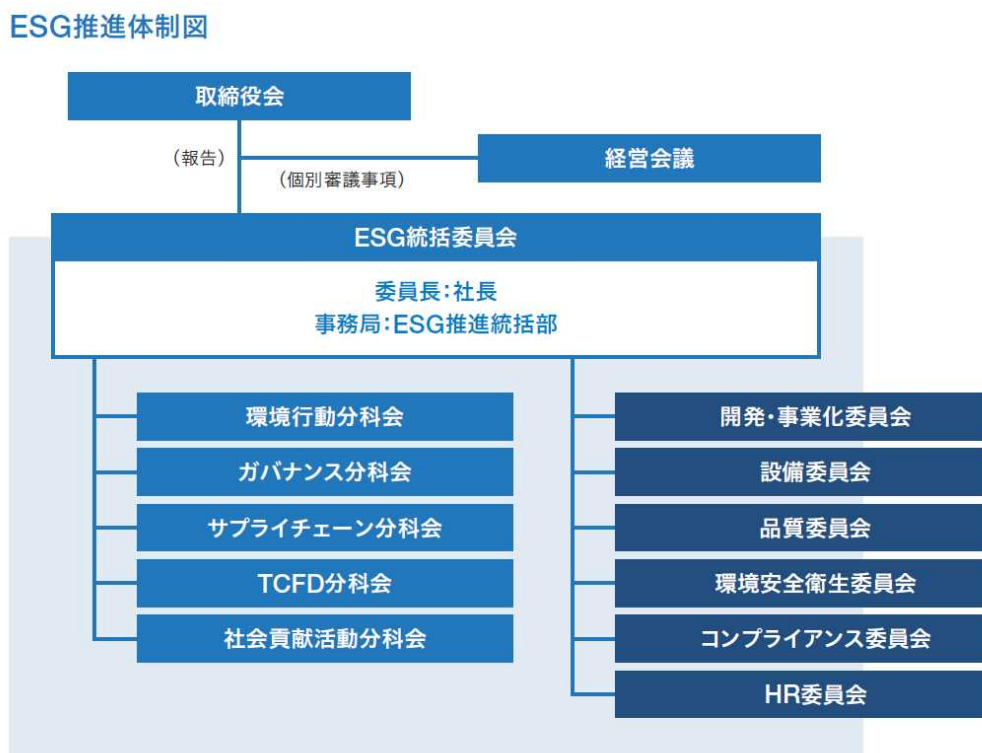 ESG推進体制図
取締役会
（報告）
経営会議
（個別審議事項）
ESG統括委員会
委員長：社長
事務局：ESG推進統括部
環境行動分科会
ガバナンス分科会
サプライチェーン分科会
TCFD分科会
社会貢献活動分科会
開発・事業化委員会
設備委員会
品質委員会
環境安全衛生委員会
コンプライアンス委員会
HR委員会